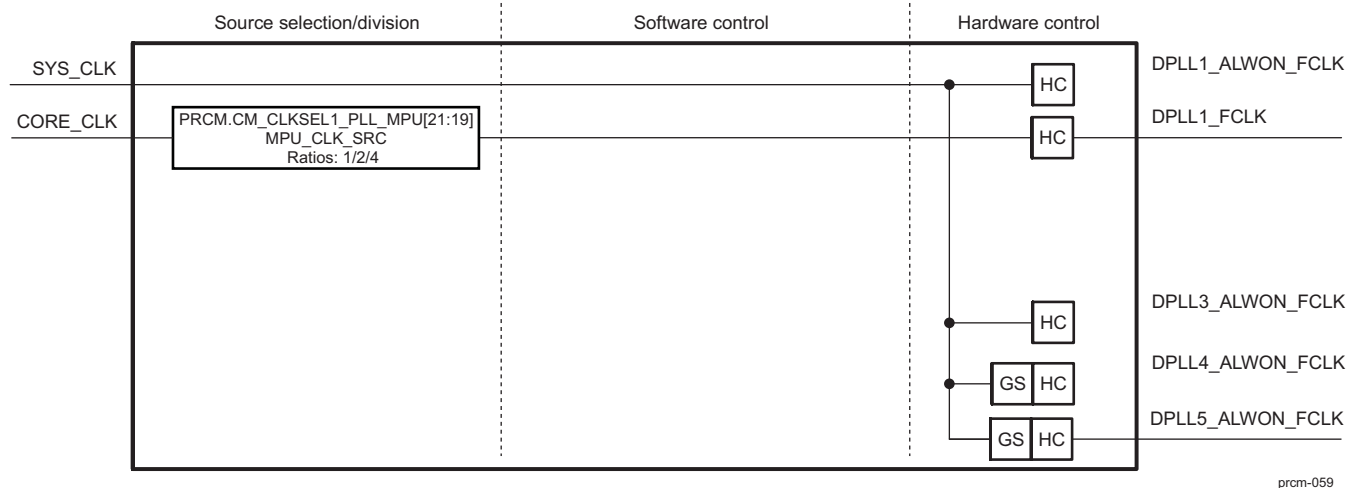 Source selection/division
Software control
Hardware control
SYS_CLK
HC
DPLL1_ALWON_FCLK
CORE_CLK
PRCM.CM_CLKSEL1_PLL_MPU[21:19]
MPU_CLK_SRC
Ratios: 1/2/4
HC
DPLL1_FCLK
HC
DPLL3_ALWON_FCLK
GS HC
DPLL4_ALWON_FCLK
GS HC
DPLL5_ALWON_FCLK
prcm-059